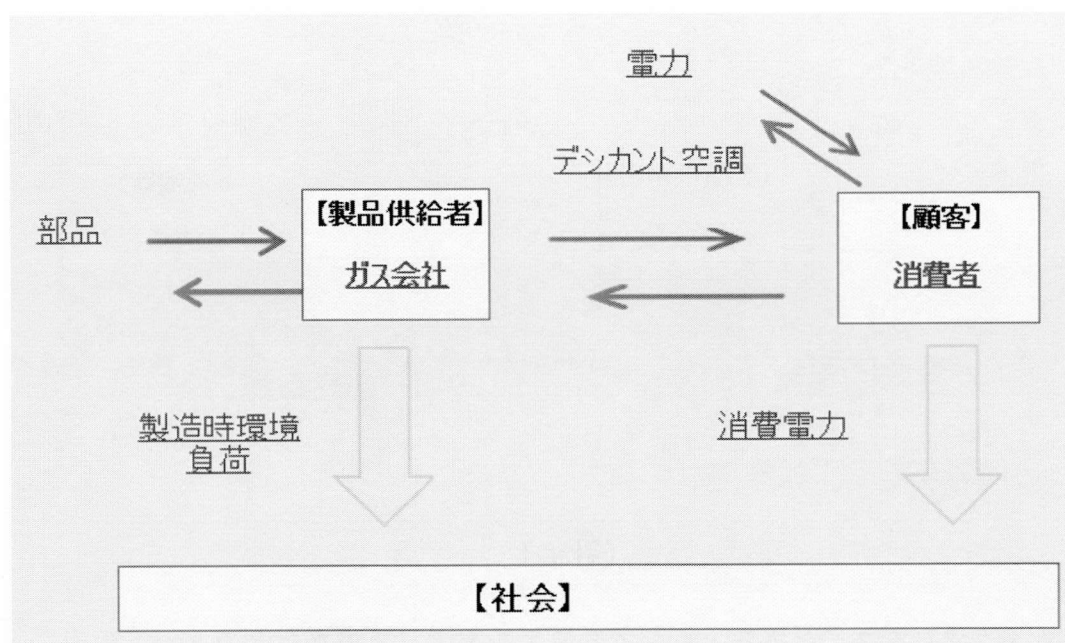 電力
デシカント空調
部品
【製品供給者】
ガス会社
【顧客】
消費者
製造時環境
負荷
消費電力
【社会】